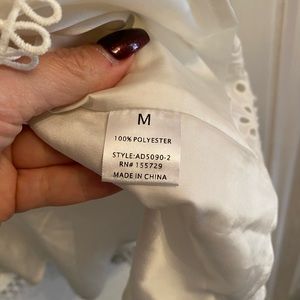 M
100% POLYESTER
STYLE:AD5090-2
RN# 155729
MADE IN CHINA